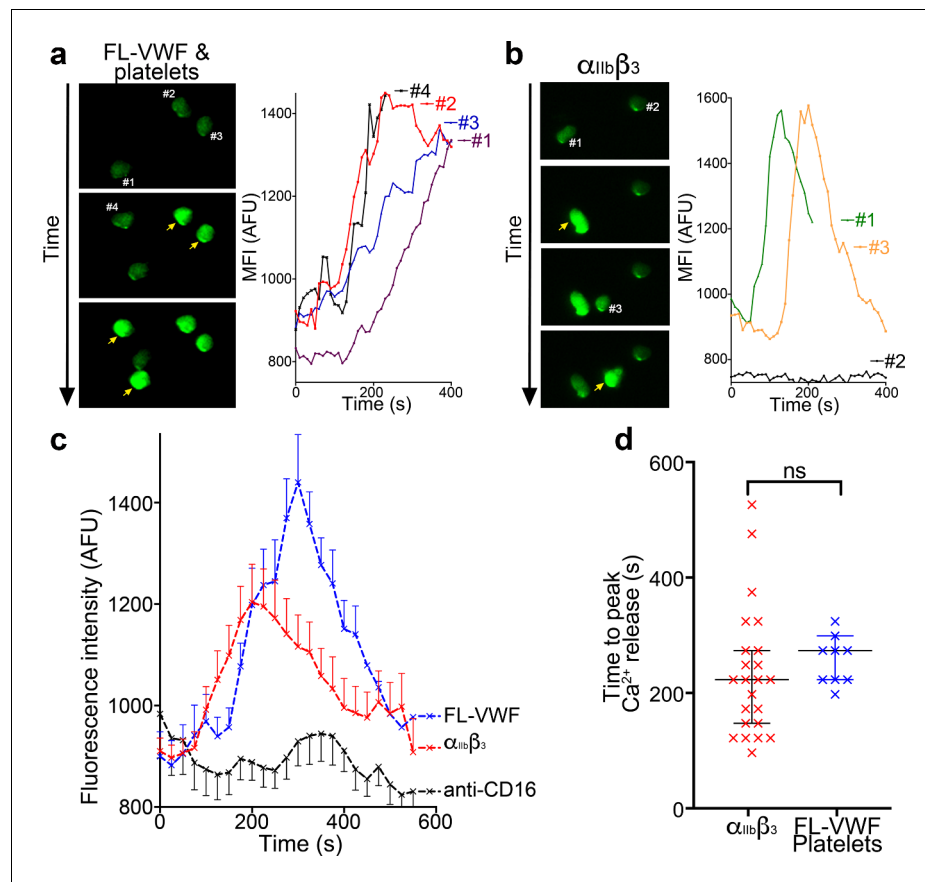 a
FL-VWF &
platelets
Time
#2
#3
#1
#4
MFI (AFU)
1400
1200
1000
800
0
200
400
Time (s)
#4
#2
#3
#1
b
αIIbβ3
Time
#2
#1
#3
MFI (AFU)
1600
1400
1200
1000
800
0
200
400
Time (s)
#1
#3
#2
c
Fluorescence intensity (AFU)
1400
1200
1000
800
0
200
400
600
Time (s)
FL-VWF
αIIbβ3
anti-CD16
d
Time to peak
Ca²⁺ release (s)
600
400
200
0
ns
αIIbβ3
FL-VWF
Platelets